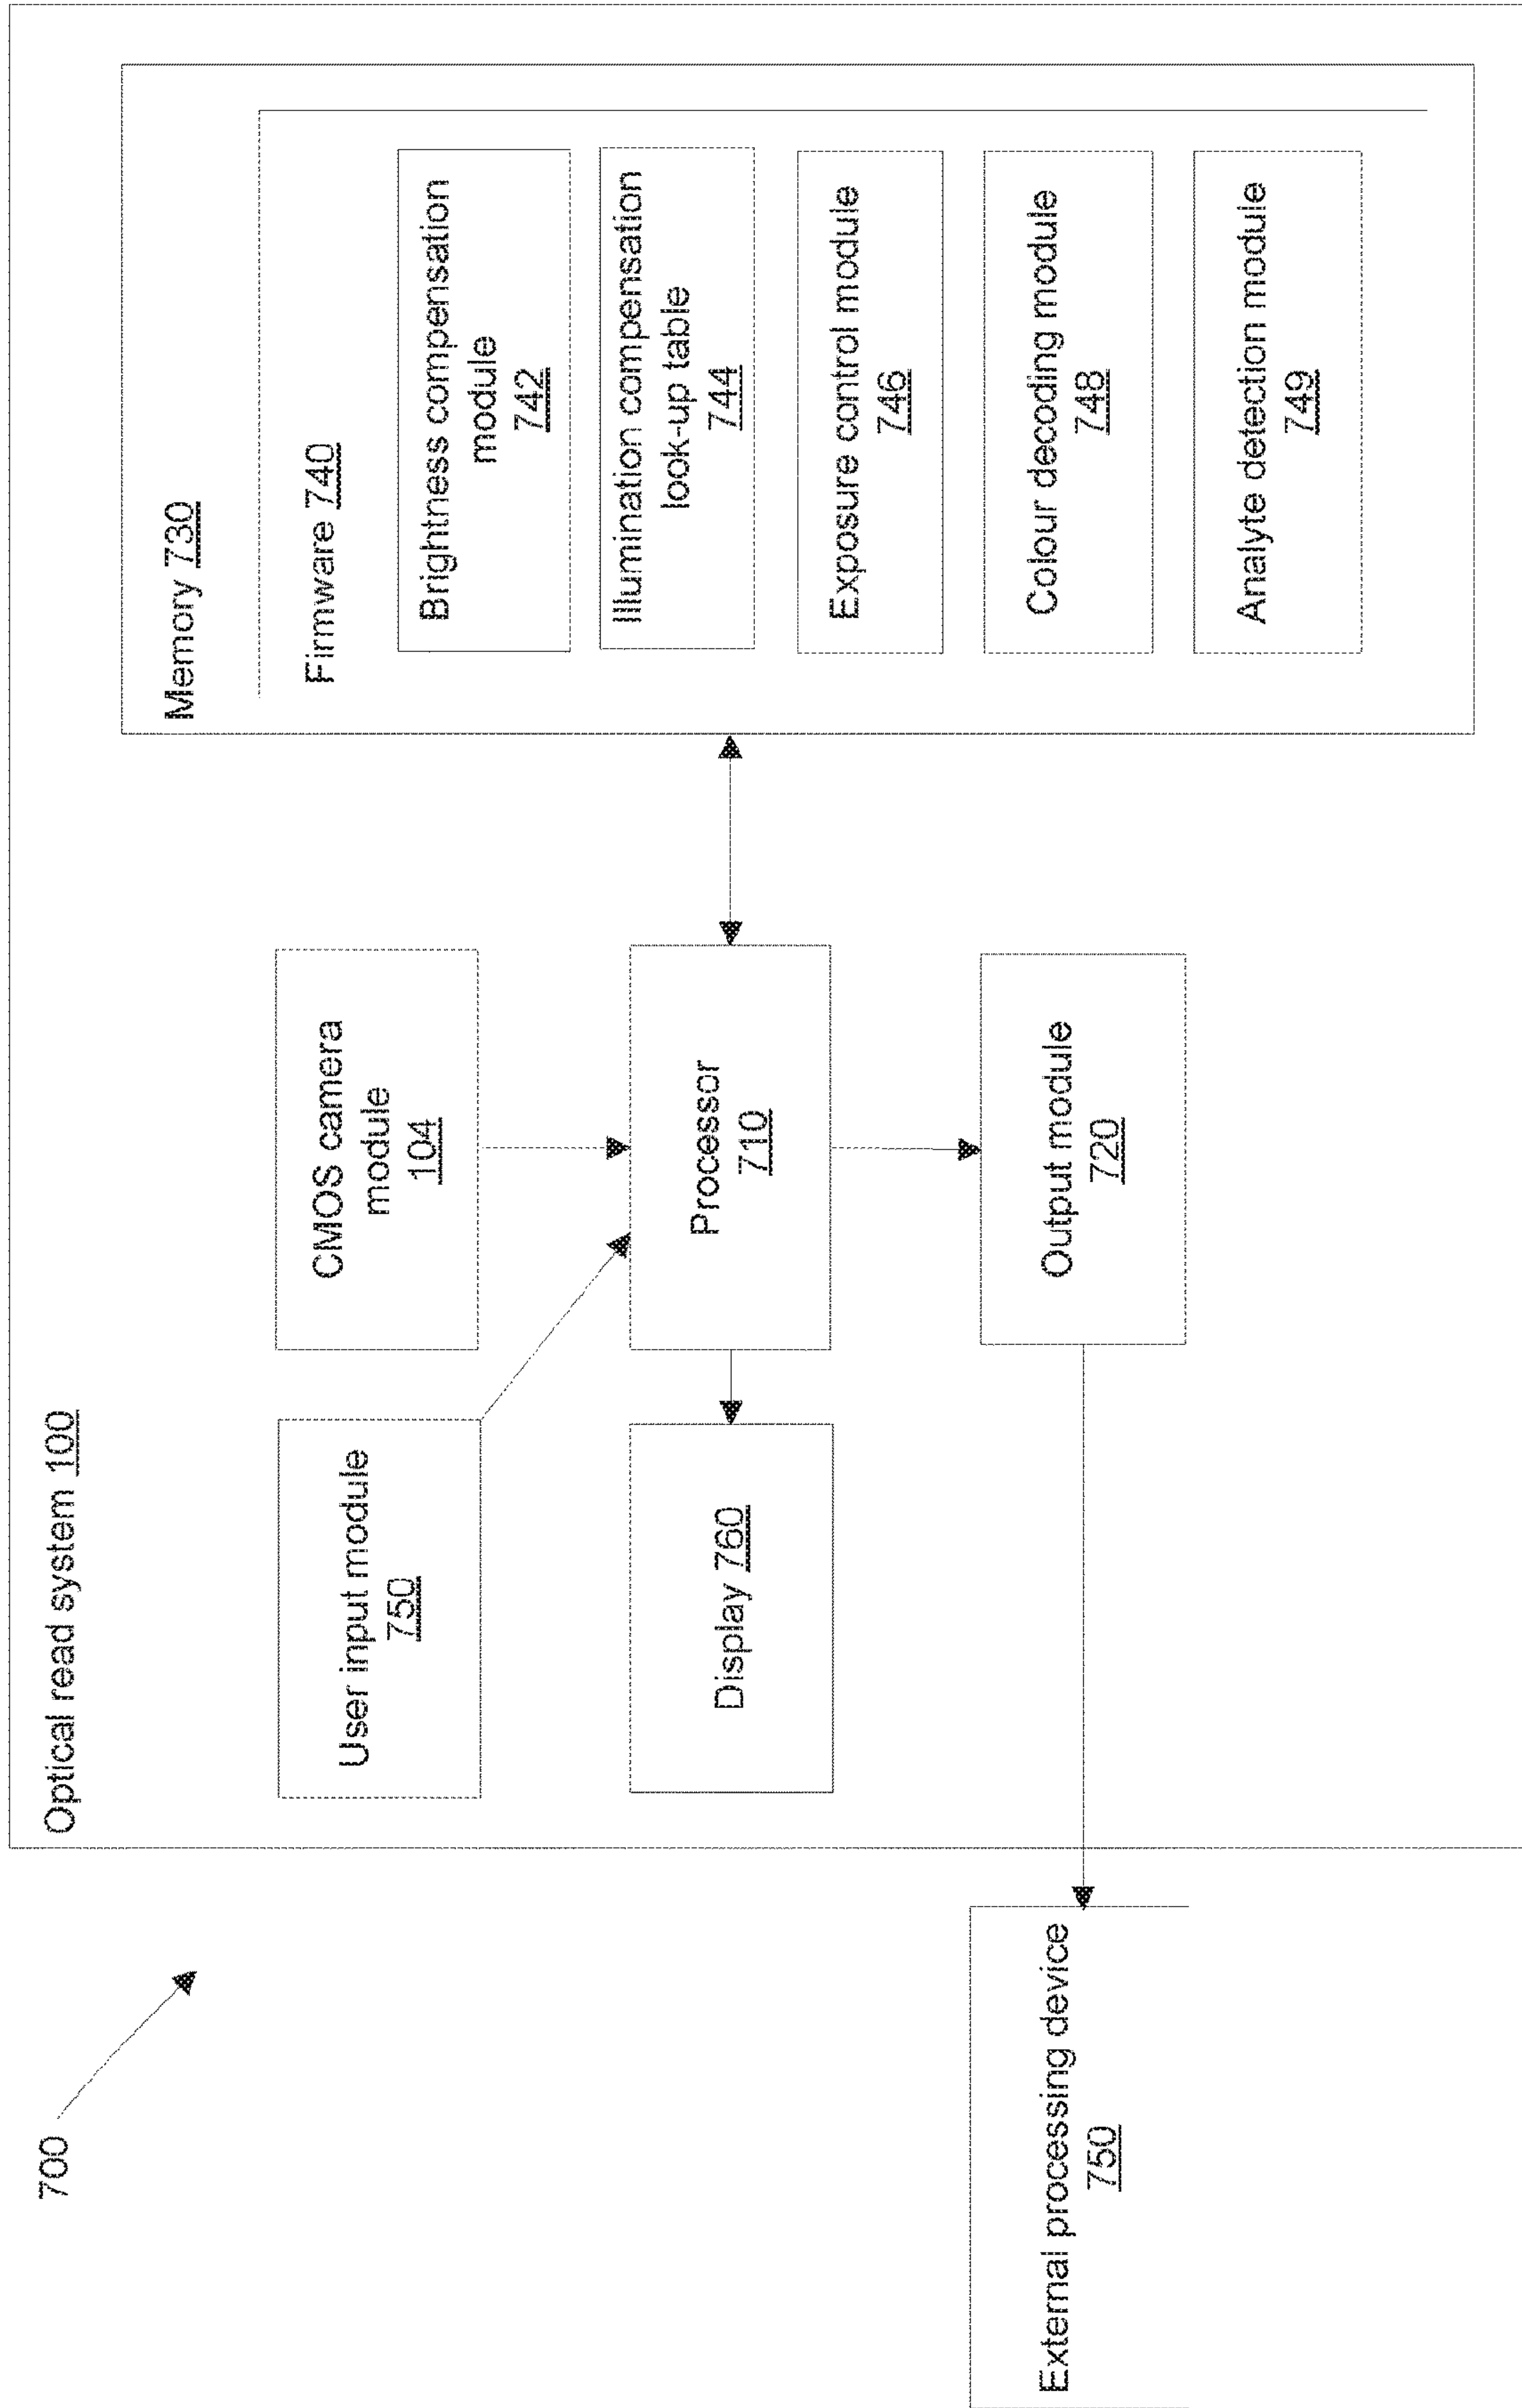 700
Optical read system 100
User input module
750
CMOS camera
module
104
Display 760
Processor
710
Output module
720
External processing device
750
Memory 730
Firmware 740
Brightness compensation
module
742
Illumination compensation
look-up table
744
Exposure control module
746
Colour decoding module
748
Analyte detection module
749